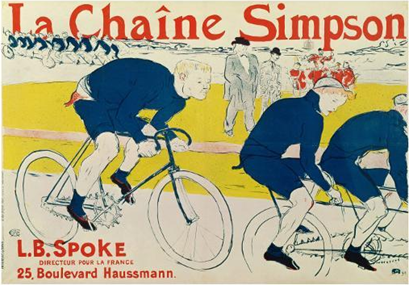 La Chaîne Simpson
L.B. SPOKE
DIRECTEUR POUR LA FRANCE
25, Boulevard Haussmann.